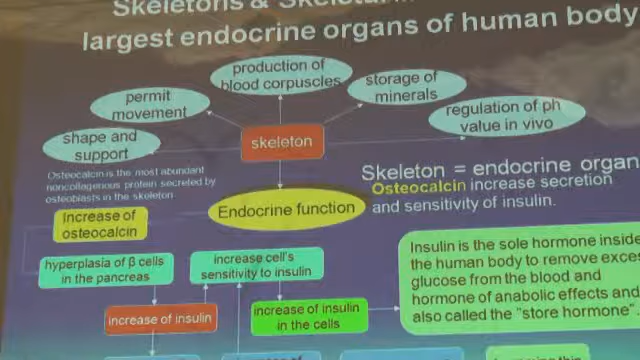 Skeletons &
largest endocrine organs of human body
production of
blood corpuscles
storage of
minerals
permit
movement
regulation of ph
value in vivo
shape and
support
skeleton
Osteocalcin is the most abundant
noncollagenous protein secreted by
osteoblasts in the skeleton
Skeleton = endocrine organ
Osteocalcin increase secretion
and sensitivity of insulin.
Increase of
osteocalcin
Endocrine function
hyperplasia of β cells
in the pancreas
increase cell's
sensitivity to insulin
Insulin is the sole hormone inside
the human body to remove exces
glucose from the blood and
hormone of anabolic effects and
also called the "store hormone".
increase of insulin
increase of insulin
in the cells